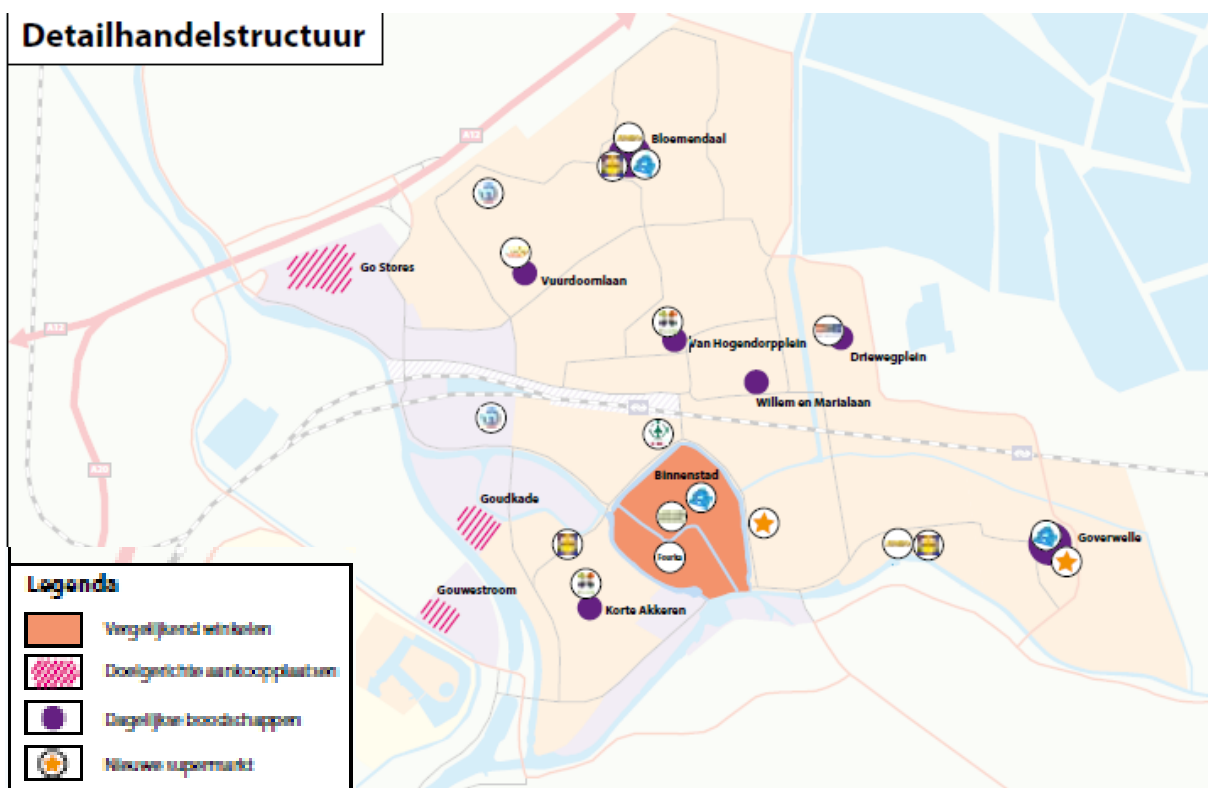 Detailhandelstructuur
A12
Bloemendaal
Go Stores
Vuurdoornlaan
A12
Van Hogendorpplein
Driewegplein
Willem en Marialaan
A20
Binnenstad
Goudkade
Goverwelle
Gouwestroom
Korte Akkeren
Legenda
Vergelijkend winkelen
Doelgerichte aankoopplaatsen
Dagelijkse boodschappen
Nieuwe supermarkt